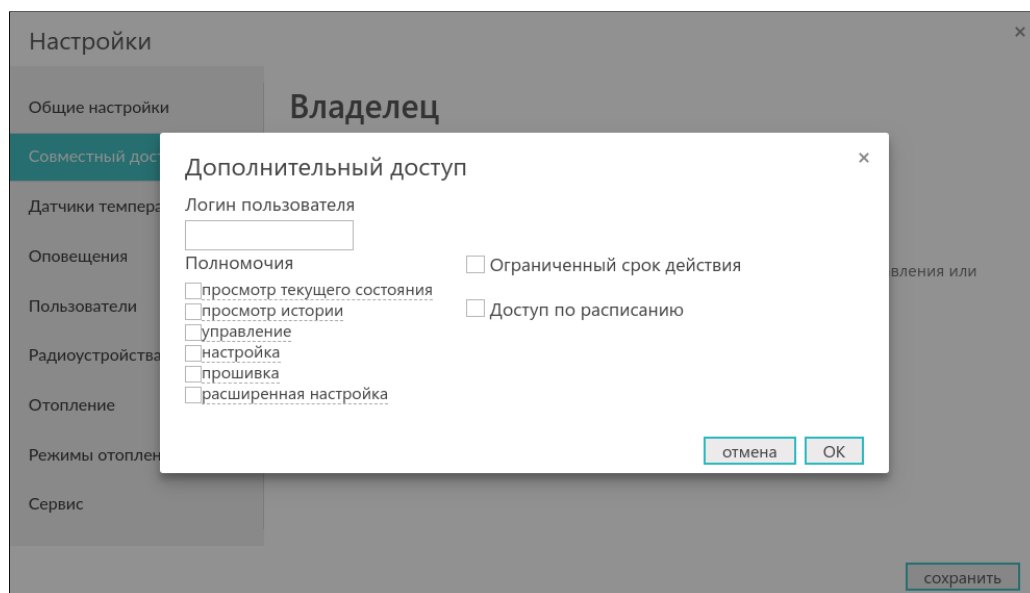 Настройки
×
Общие настройки
Совместный дос
Датчики темпера
Оповещения
Пользователи
Радиоустройства
Отопление
Режимы отоплен
Сервис
Владелец
вления или
Дополнительный доступ
×
Логин пользователя
Полномочия
просмотр текущего состояния
просмотр истории
управление
настройка
прошивка
расширенная настройка
Ограниченный срок действия
Доступ по расписанию
отмена
ОК
сохранить